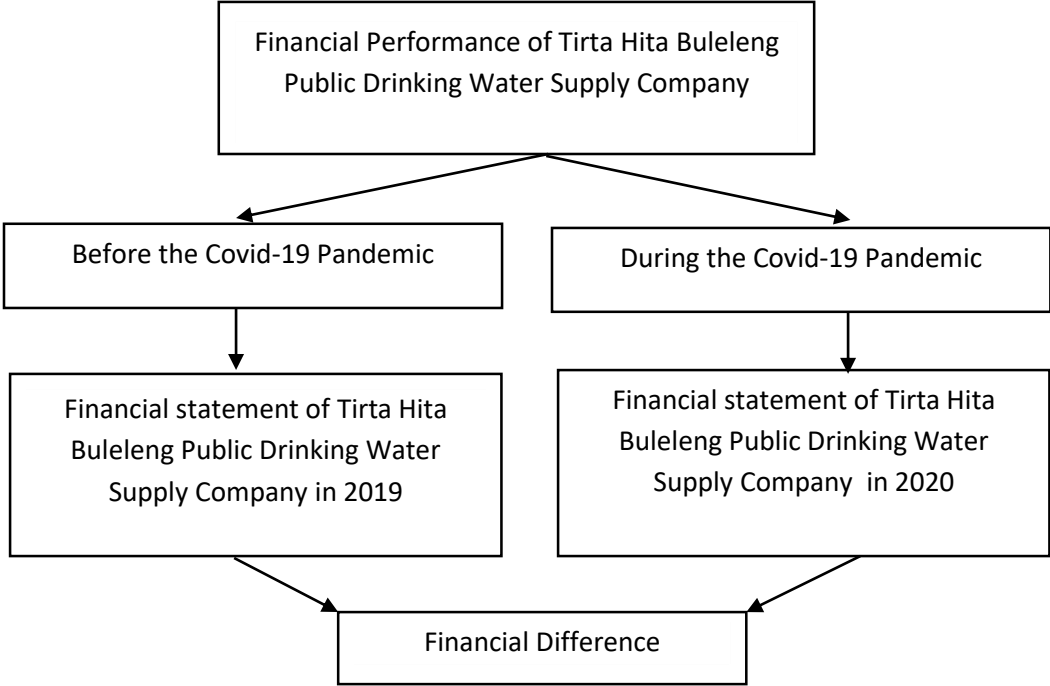 Financial Performance of Tirta Hita Buleleng
Public Drinking Water Supply Company
Before the Covid-19 Pandemic
During the Covid-19 Pandemic
Financial statement of Tirta Hita
Buleleng Public Drinking Water
Supply Company in 2019
Financial statement of Tirta Hita
Buleleng Public Drinking Water
Supply Company  in 2020
Financial Difference